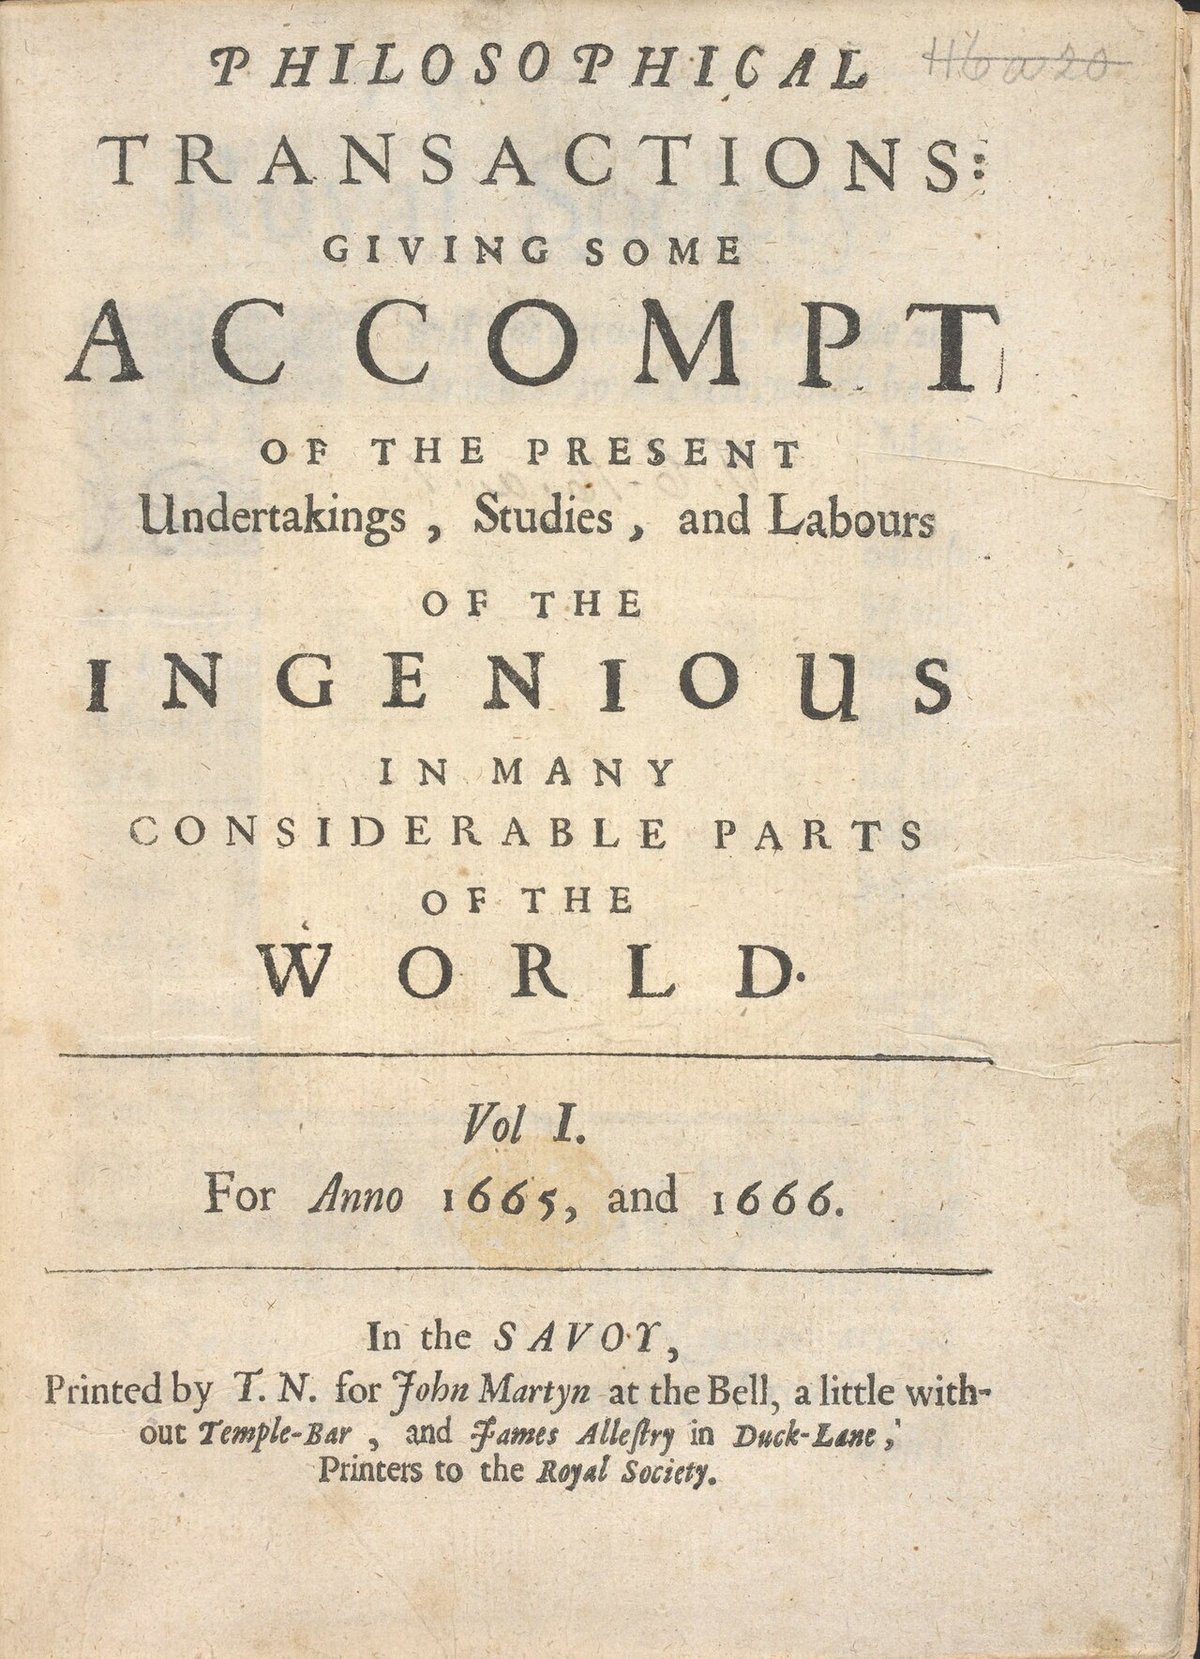 PHILOSOPHICAL
TRANSACTIONS:
GIVING SOME
ACCOMPT
OF THE PRESENT
Undertakings, Studies, and Labours
OF THE
INGENIOUS
IN MANY
CONSIDERABLE PARTS
OF THE
WORLD.
Vol I.
For Anno 1665, and 1666.
In the SAVOY,
Printed by T. N. for John Martyn at the Bell, a little with-
out Temple-Bar, and James Alleſtry in Duck-Lane,
Printers to the Royal Society.